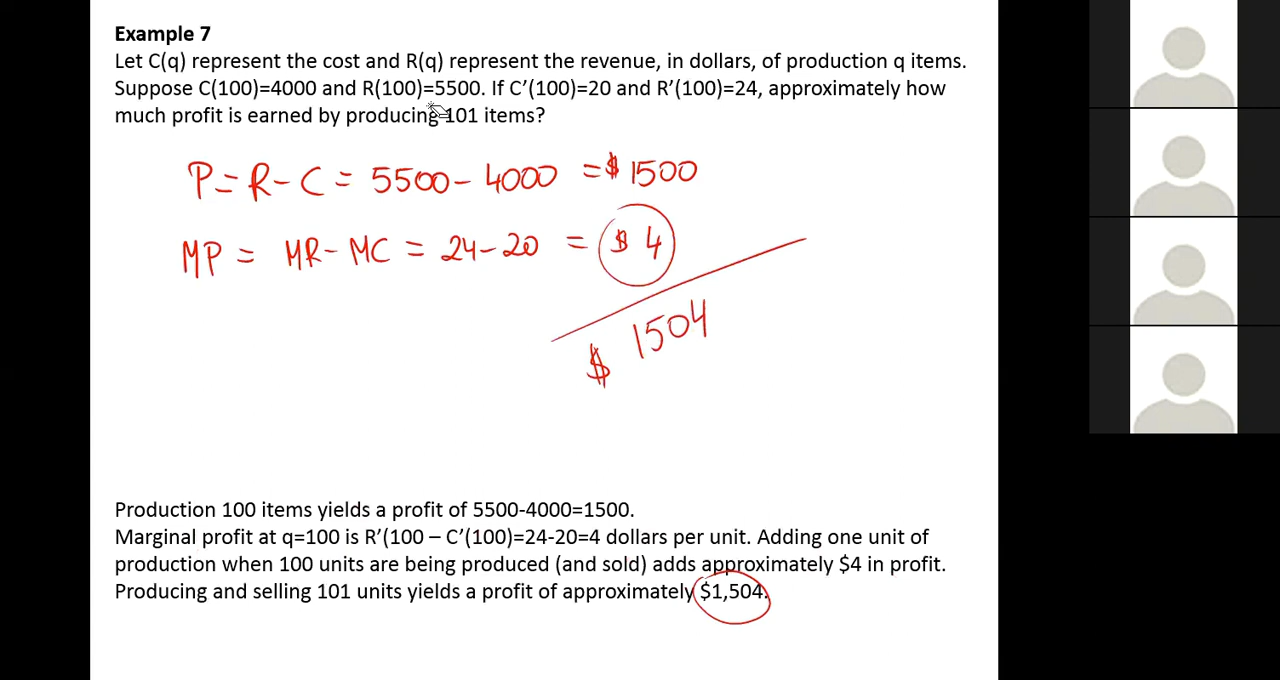 Example 7
Let C(q) represent the cost and R(q) represent the revenue, in dollars, of production q items.
Suppose C(100)=4000 and R(100)=5500. If C’(100)=20 and R’(100)=24, approximately how
much profit is earned by producing 101 items?
P = R - C = 5500 - 4000 = $ 1500
MP = MR - MC = 24 - 20 = $ 4
$ 1504
Production 100 items yields a profit of 5500-4000=1500.
Marginal profit at q=100 is R’(100 – C’(100)=24-20=4 dollars per unit. Adding one unit of
production when 100 units are being produced (and sold) adds approximately $4 in profit.
Producing and selling 101 units yields a profit of approximately $1,504.